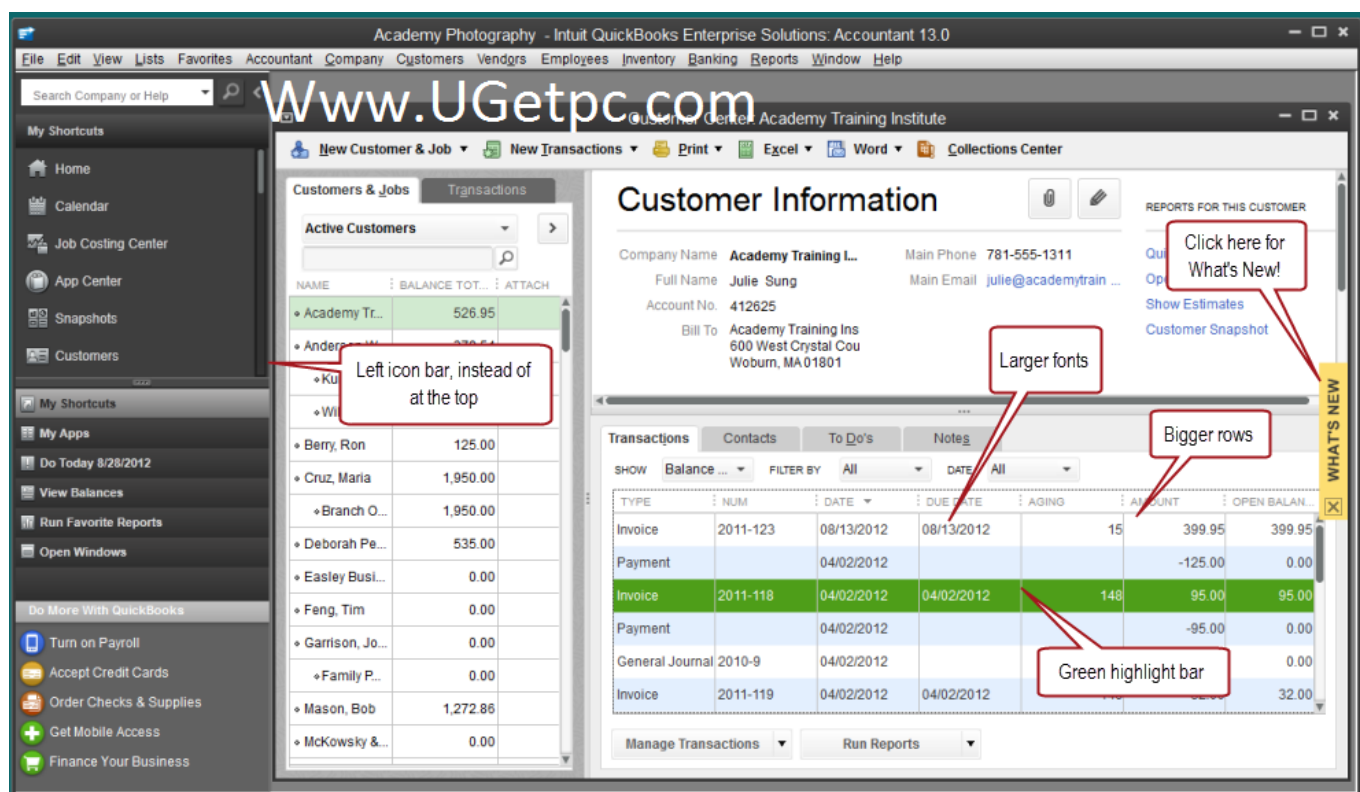 Academy Photography - Intuit QuickBooks Enterprise Solutions: Accountant 13.0
File Edit View Lists Favorites Accountant Company Customers Vendors Employees Inventory Banking Reports Window Help
Search Company or Help
Www.UGetpc.com
My Shortcuts
Home
Calendar
Job Costing Center
App Center
Snapshots
Customers
My Shortcuts
My Apps
Do Today 8/28/2012
View Balances
Run Favorite Reports
Open Windows
Do More With QuickBooks
Turn on Payroll
Accept Credit Cards
Order Checks & Supplies
Get Mobile Access
Finance Your Business
Customer Center: Academy Training Institute
New Customer & Job New Transactions Print Excel Word Collections Center
Customers & Jobs Transactions
Active Customers
NAME BALANCE TOT... ATTACH
Academy Tr... 526.95
Left icon bar, instead of
at the top
Berry, Ron 125.00
Cruz, Maria 1,950.00
Branch O... 1,950.00
Deborah Pe... 535.00
Easley Busi... 0.00
Feng, Tim 0.00
Garrison, Jo... 0.00
Family P... 0.00
Mason, Bob 1,272.86
McKowsky &... 0.00
Customer Information
Company Name Academy Training I... Main Phone 781-555-1311
Full Name Julie Sung Main Email julie@academytrain ...
Account No. 412625
Bill To Academy Training Ins
600 West Crystal Cou
Woburn, MA 01801
REPORTS FOR THIS CUSTOMER
Click here for
What's New!
Show Estimates
Customer Snapshot
Larger fonts
WHAT'S NEW
Bigger rows
Transactions Contacts To Do's Notes
SHOW Balance ... FILTER BY All DATE All
TYPE NUM DATE DUE DATE AGING AMOUNT OPEN BALAN...
Invoice 2011-123 08/13/2012 08/13/2012 15 399.95 399.95
Payment 04/02/2012 -125.00 0.00
Invoice 2011-118 04/02/2012 04/02/2012 148 95.00 95.00
Payment 04/02/2012 -95.00 0.00
General Journal 2010-9 04/02/2012 0.00
Green highlight bar
Invoice 2011-119 04/02/2012 04/02/2012 32.00
Manage Transactions Run Reports